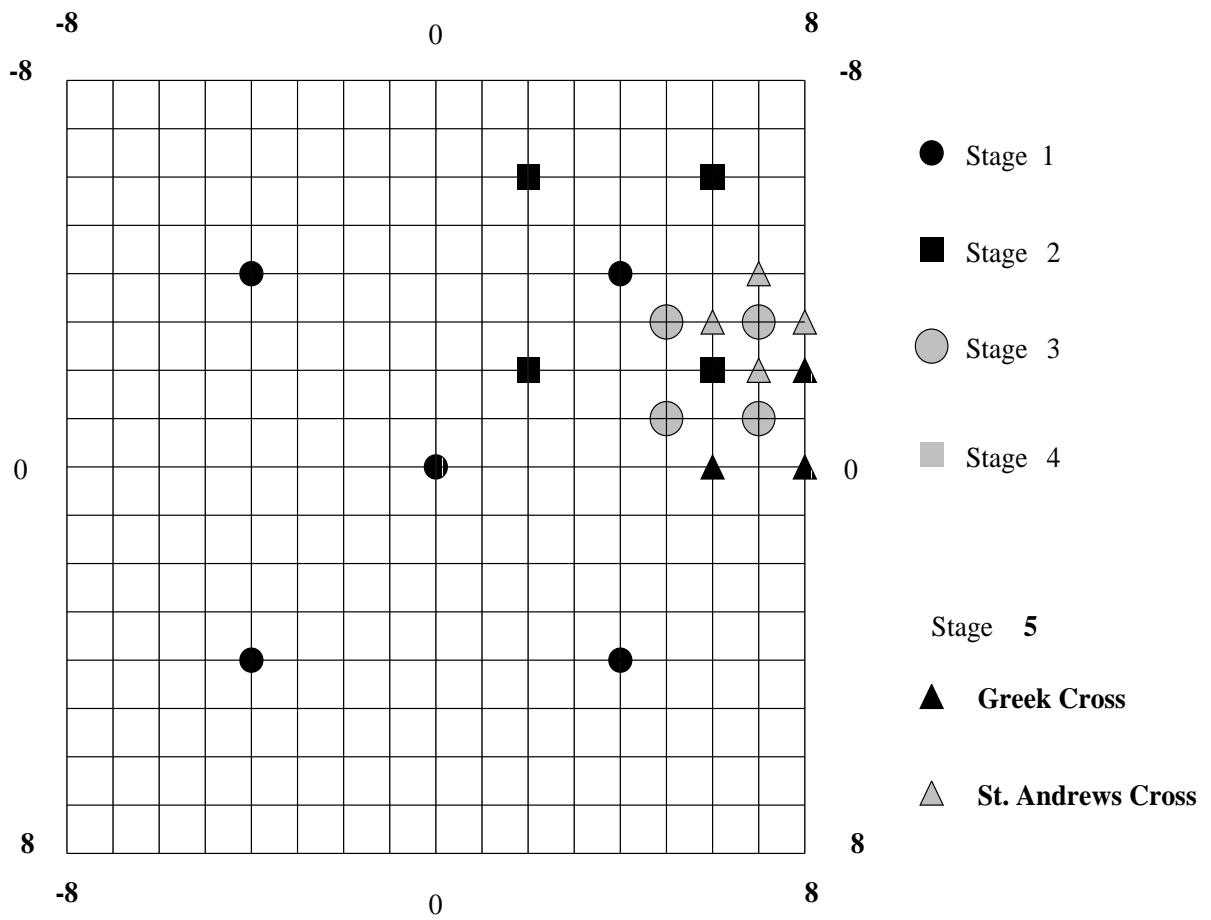 -8 0 8
-8 -8
Stage 1
Stage 2
Stage 3
Stage 4
0 0
Stage 5
Greek Cross
St. Andrews Cross
8 8
-8 0 8